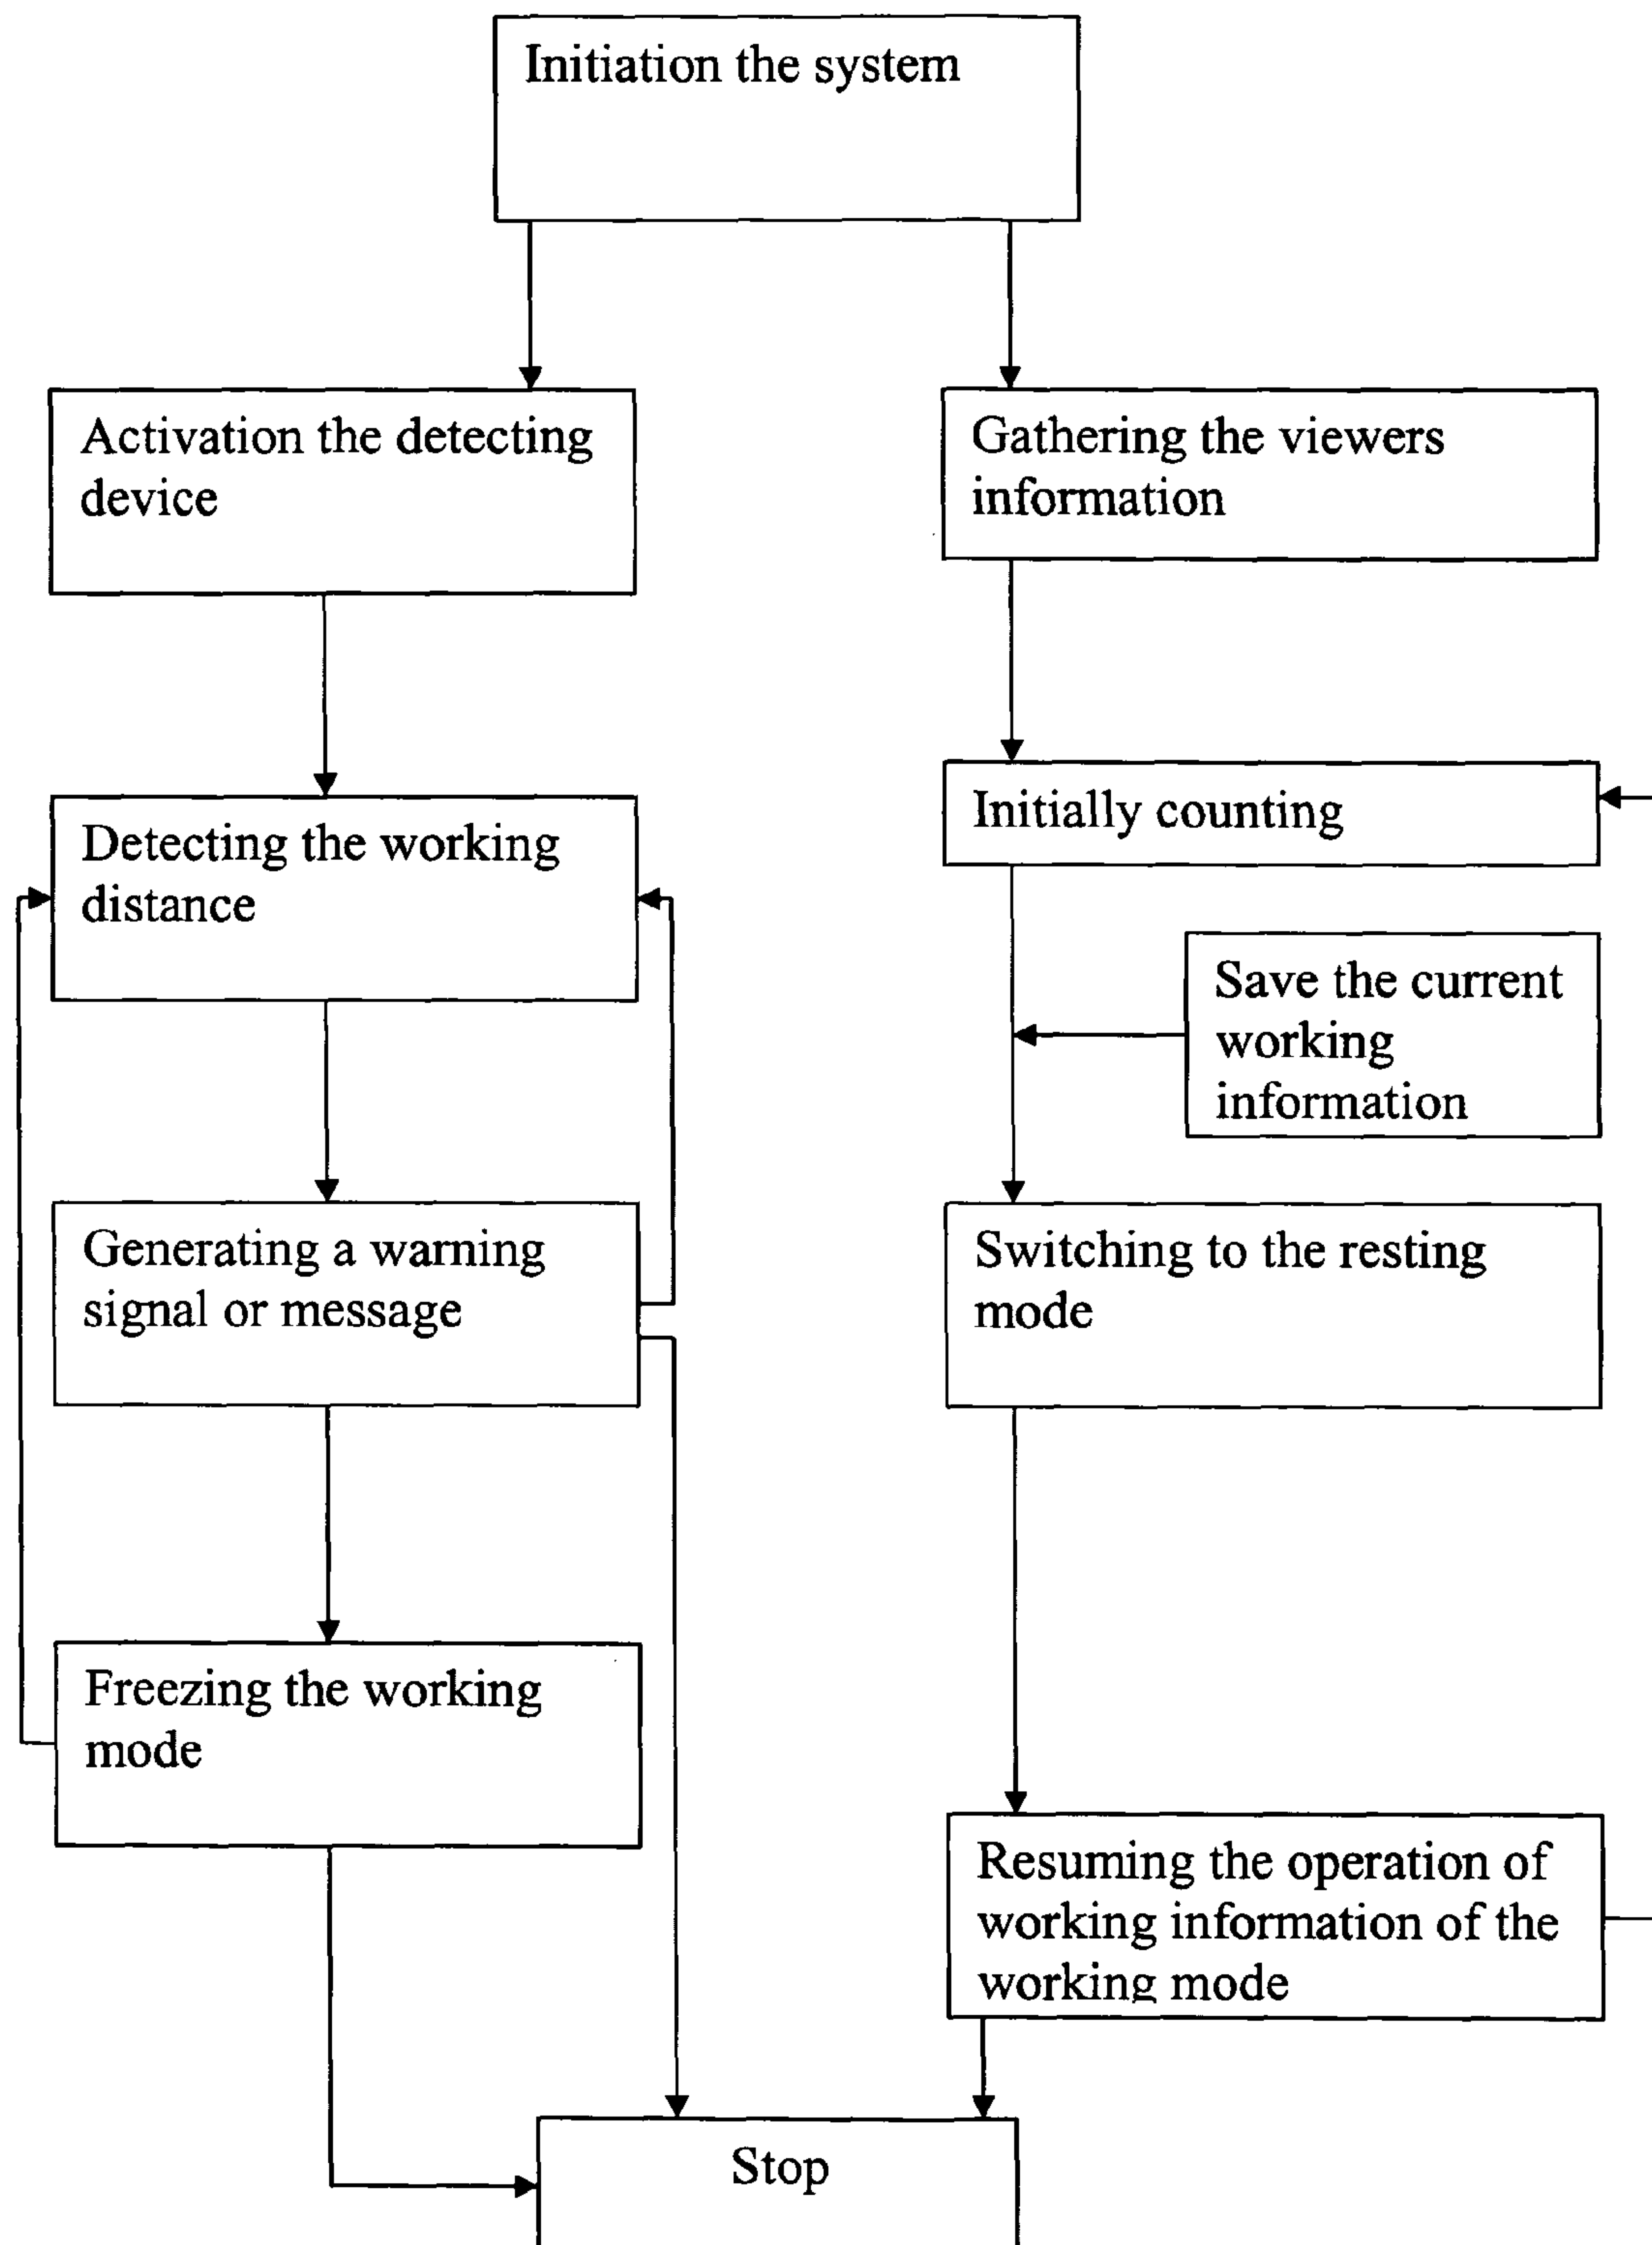 Initiation the system
Activation the detecting
device
Gathering the viewers
information
Detecting the working
distance
Initially counting
Save the current
working
information
Generating a warning
signal or message
Switching to the resting
mode
Freezing the working
mode
Resuming the operation of
working information of the
working mode
Stop